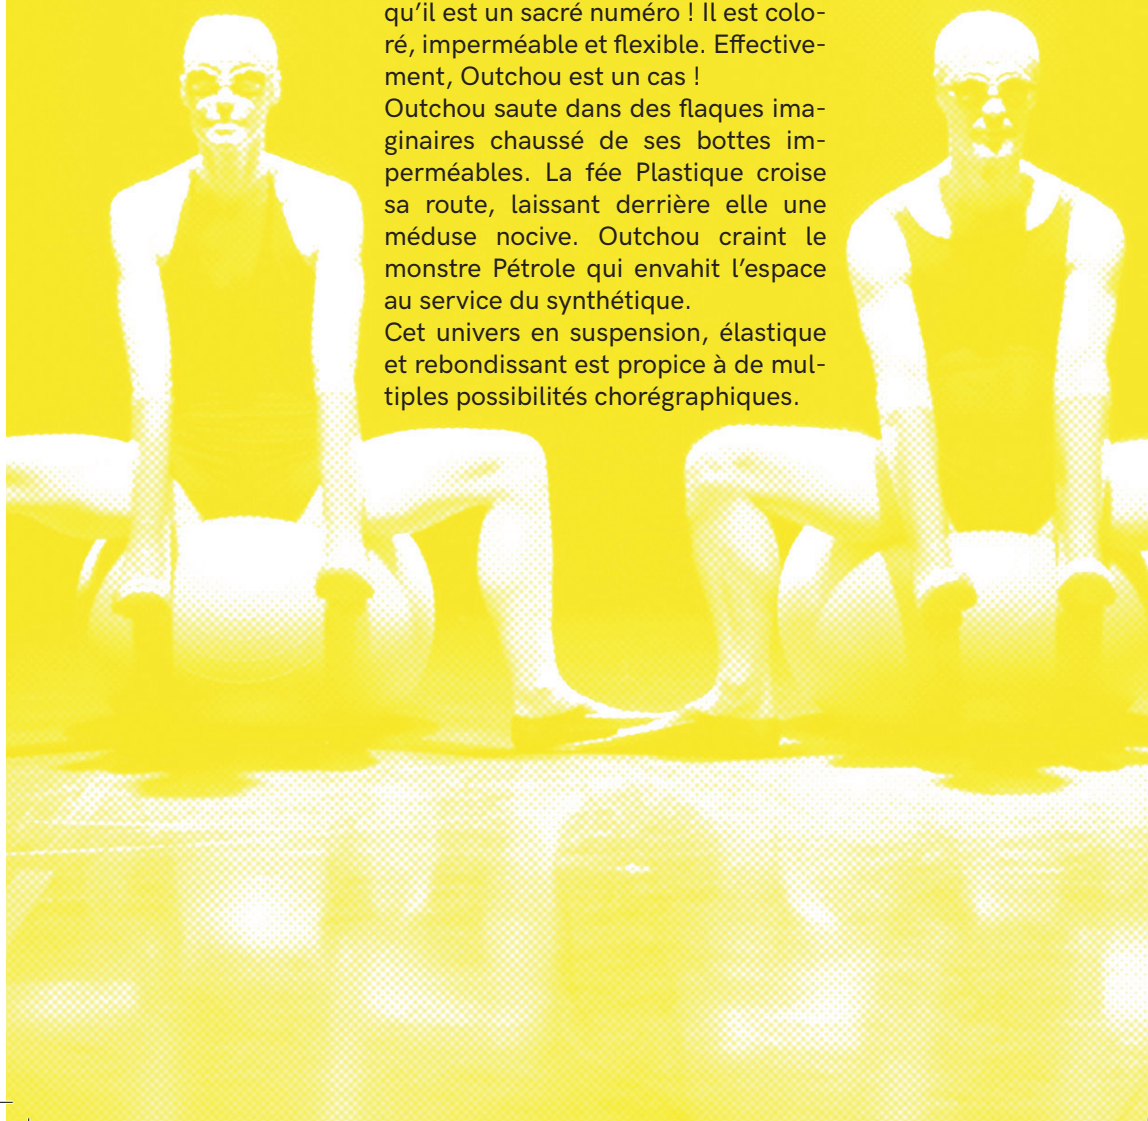 qu’il est un sacré numéro ! Il est colo-
ré, imperméable et flexible. Effective-
ment, Outchou est un cas !
Outchou saute dans des flaques ima-
ginaires chaussé de ses bottes im-
perméables. La fée Plastique croise
sa route, laissant derrière elle une
méduse nocive. Outchou craint le
monstre Pétrole qui envahit l’espace
au service du synthétique.
Cet univers en suspension, élastique
et rebondissant est propice à de mul-
tiples possibilités chorégraphiques.